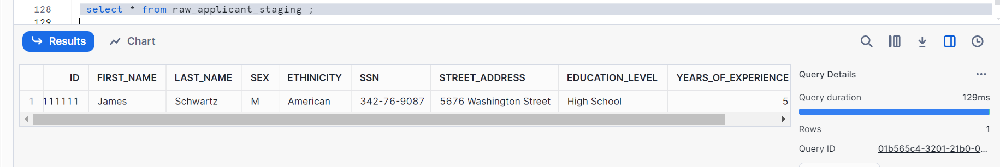 128 select * from raw_applicant_staging ;
129
Results Chart
ID FIRST_NAME LAST_NAME SEX ETHINICITY SSN STREET_ADDRESS EDUCATION_LEVEL YEARS_OF_EXPERIENCE
1 111111 James Schwartz M American 342-76-9087 5676 Washington Street High School 5
Query Details ...
Query duration 129ms
Rows 1
Query ID 01b565c4-3201-21b0-0...